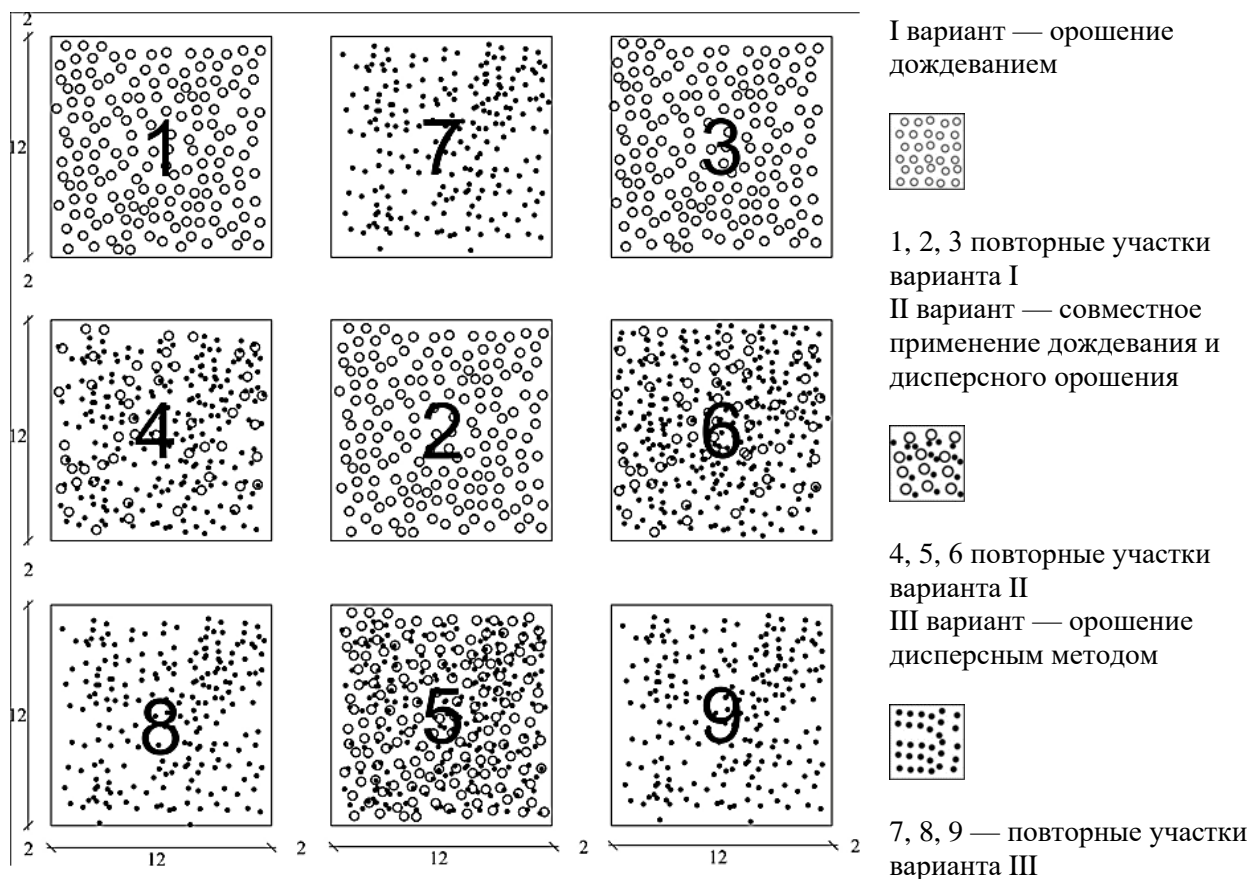 2
1
7
3
12
2
4
2
6
12
2
8
5
9
12
2
12
2
12
2
12
2
I вариант — орошение
дождеванием
1, 2, 3 повторные участки
варианта I
II вариант — совместное
применение дождевания и
дисперсного орошения
4, 5, 6 повторные участки
варианта II
III вариант — орошение
дисперсным методом
7, 8, 9 — повторные участки
варианта III